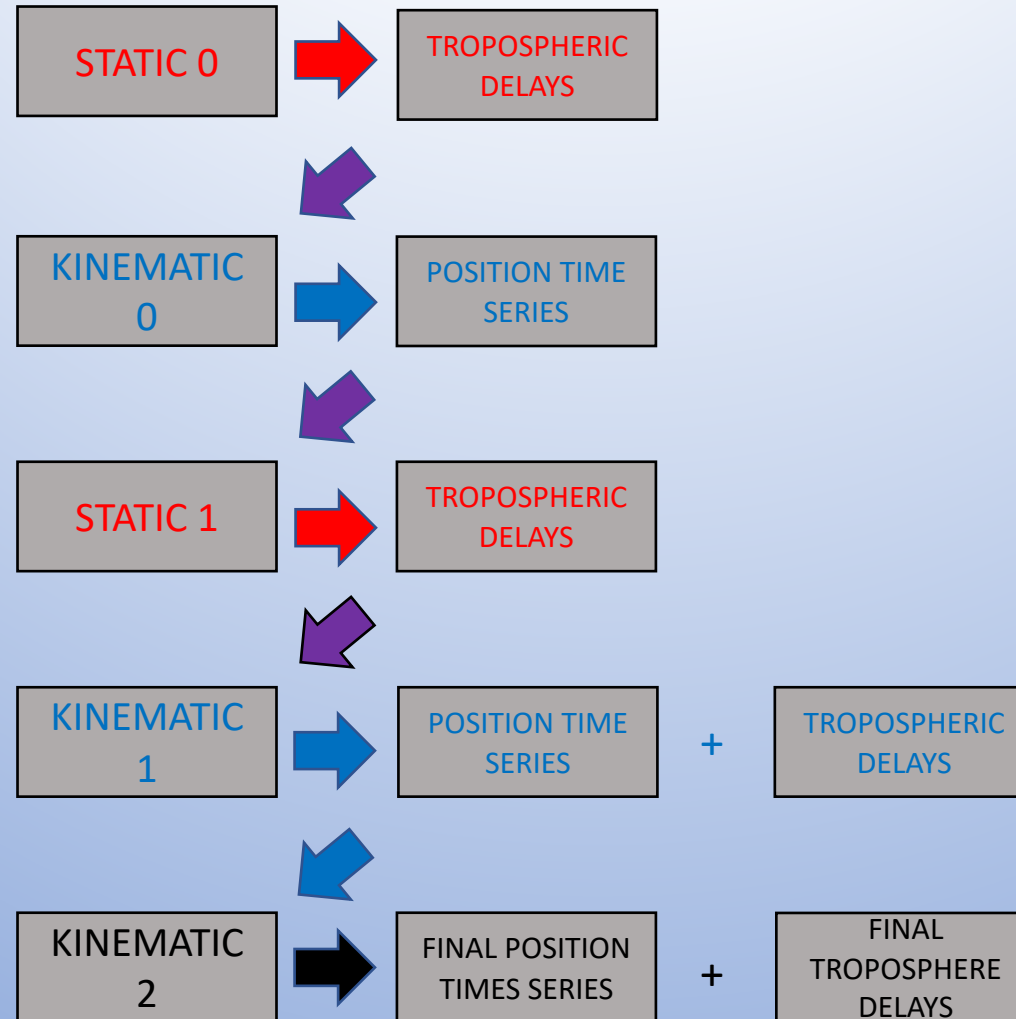 STATIC 0
TROPOSPHERIC
DELAYS
KINEMATIC
0
POSITION TIME
SERIES
STATIC 1
TROPOSPHERIC
DELAYS
KINEMATIC
1
POSITION TIME
SERIES
+
TROPOSPHERIC
DELAYS
KINEMATIC
2
FINAL POSITION
TIMES SERIES
+
FINAL
TROPOSPHERE
DELAYS